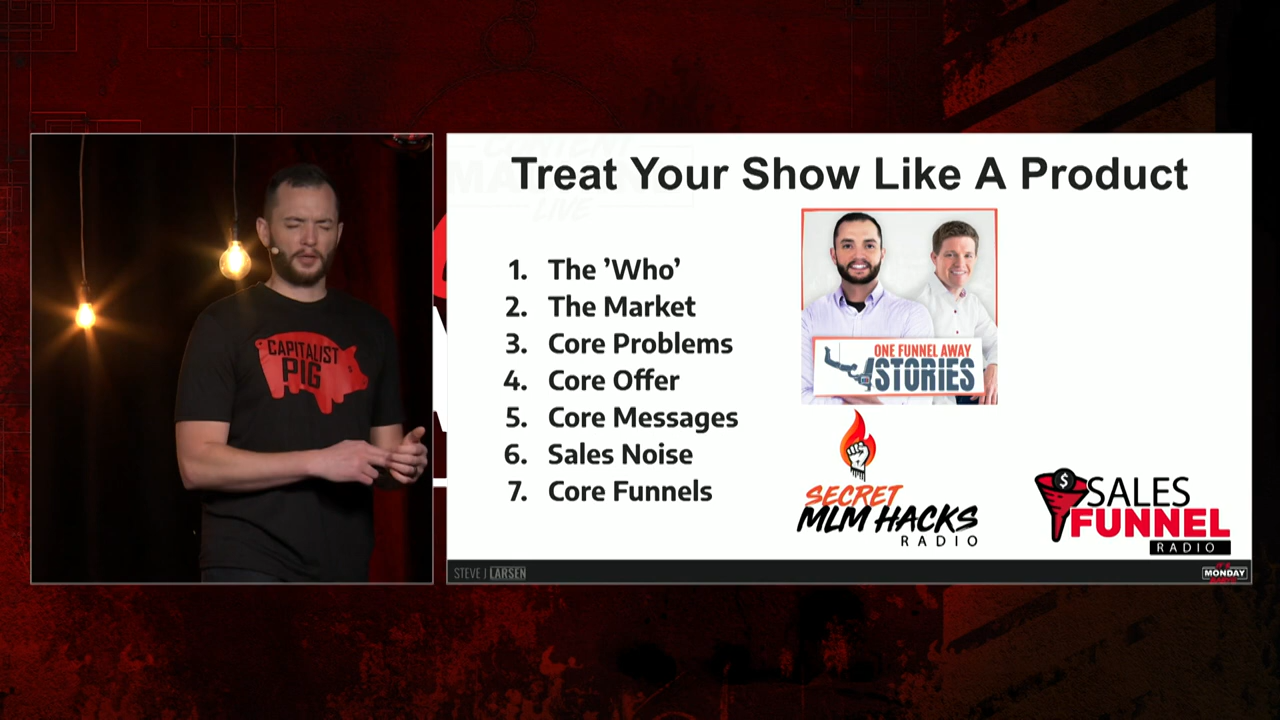 CAPITALIST
PIG
CONTENT
LIVE
Treat Your Show Like A Product
1. The ’Who’
2. The Market
3. Core Problems
4. Core Offer
5. Core Messages
6. Sales Noise
7. Core Funnels
ONE FUNNEL AWAY
STORIES
SECRET
MLM HACKS
RADIO
$
SALES
FUNNEL
RADIO
STEVE J LARSEN
MONDAY